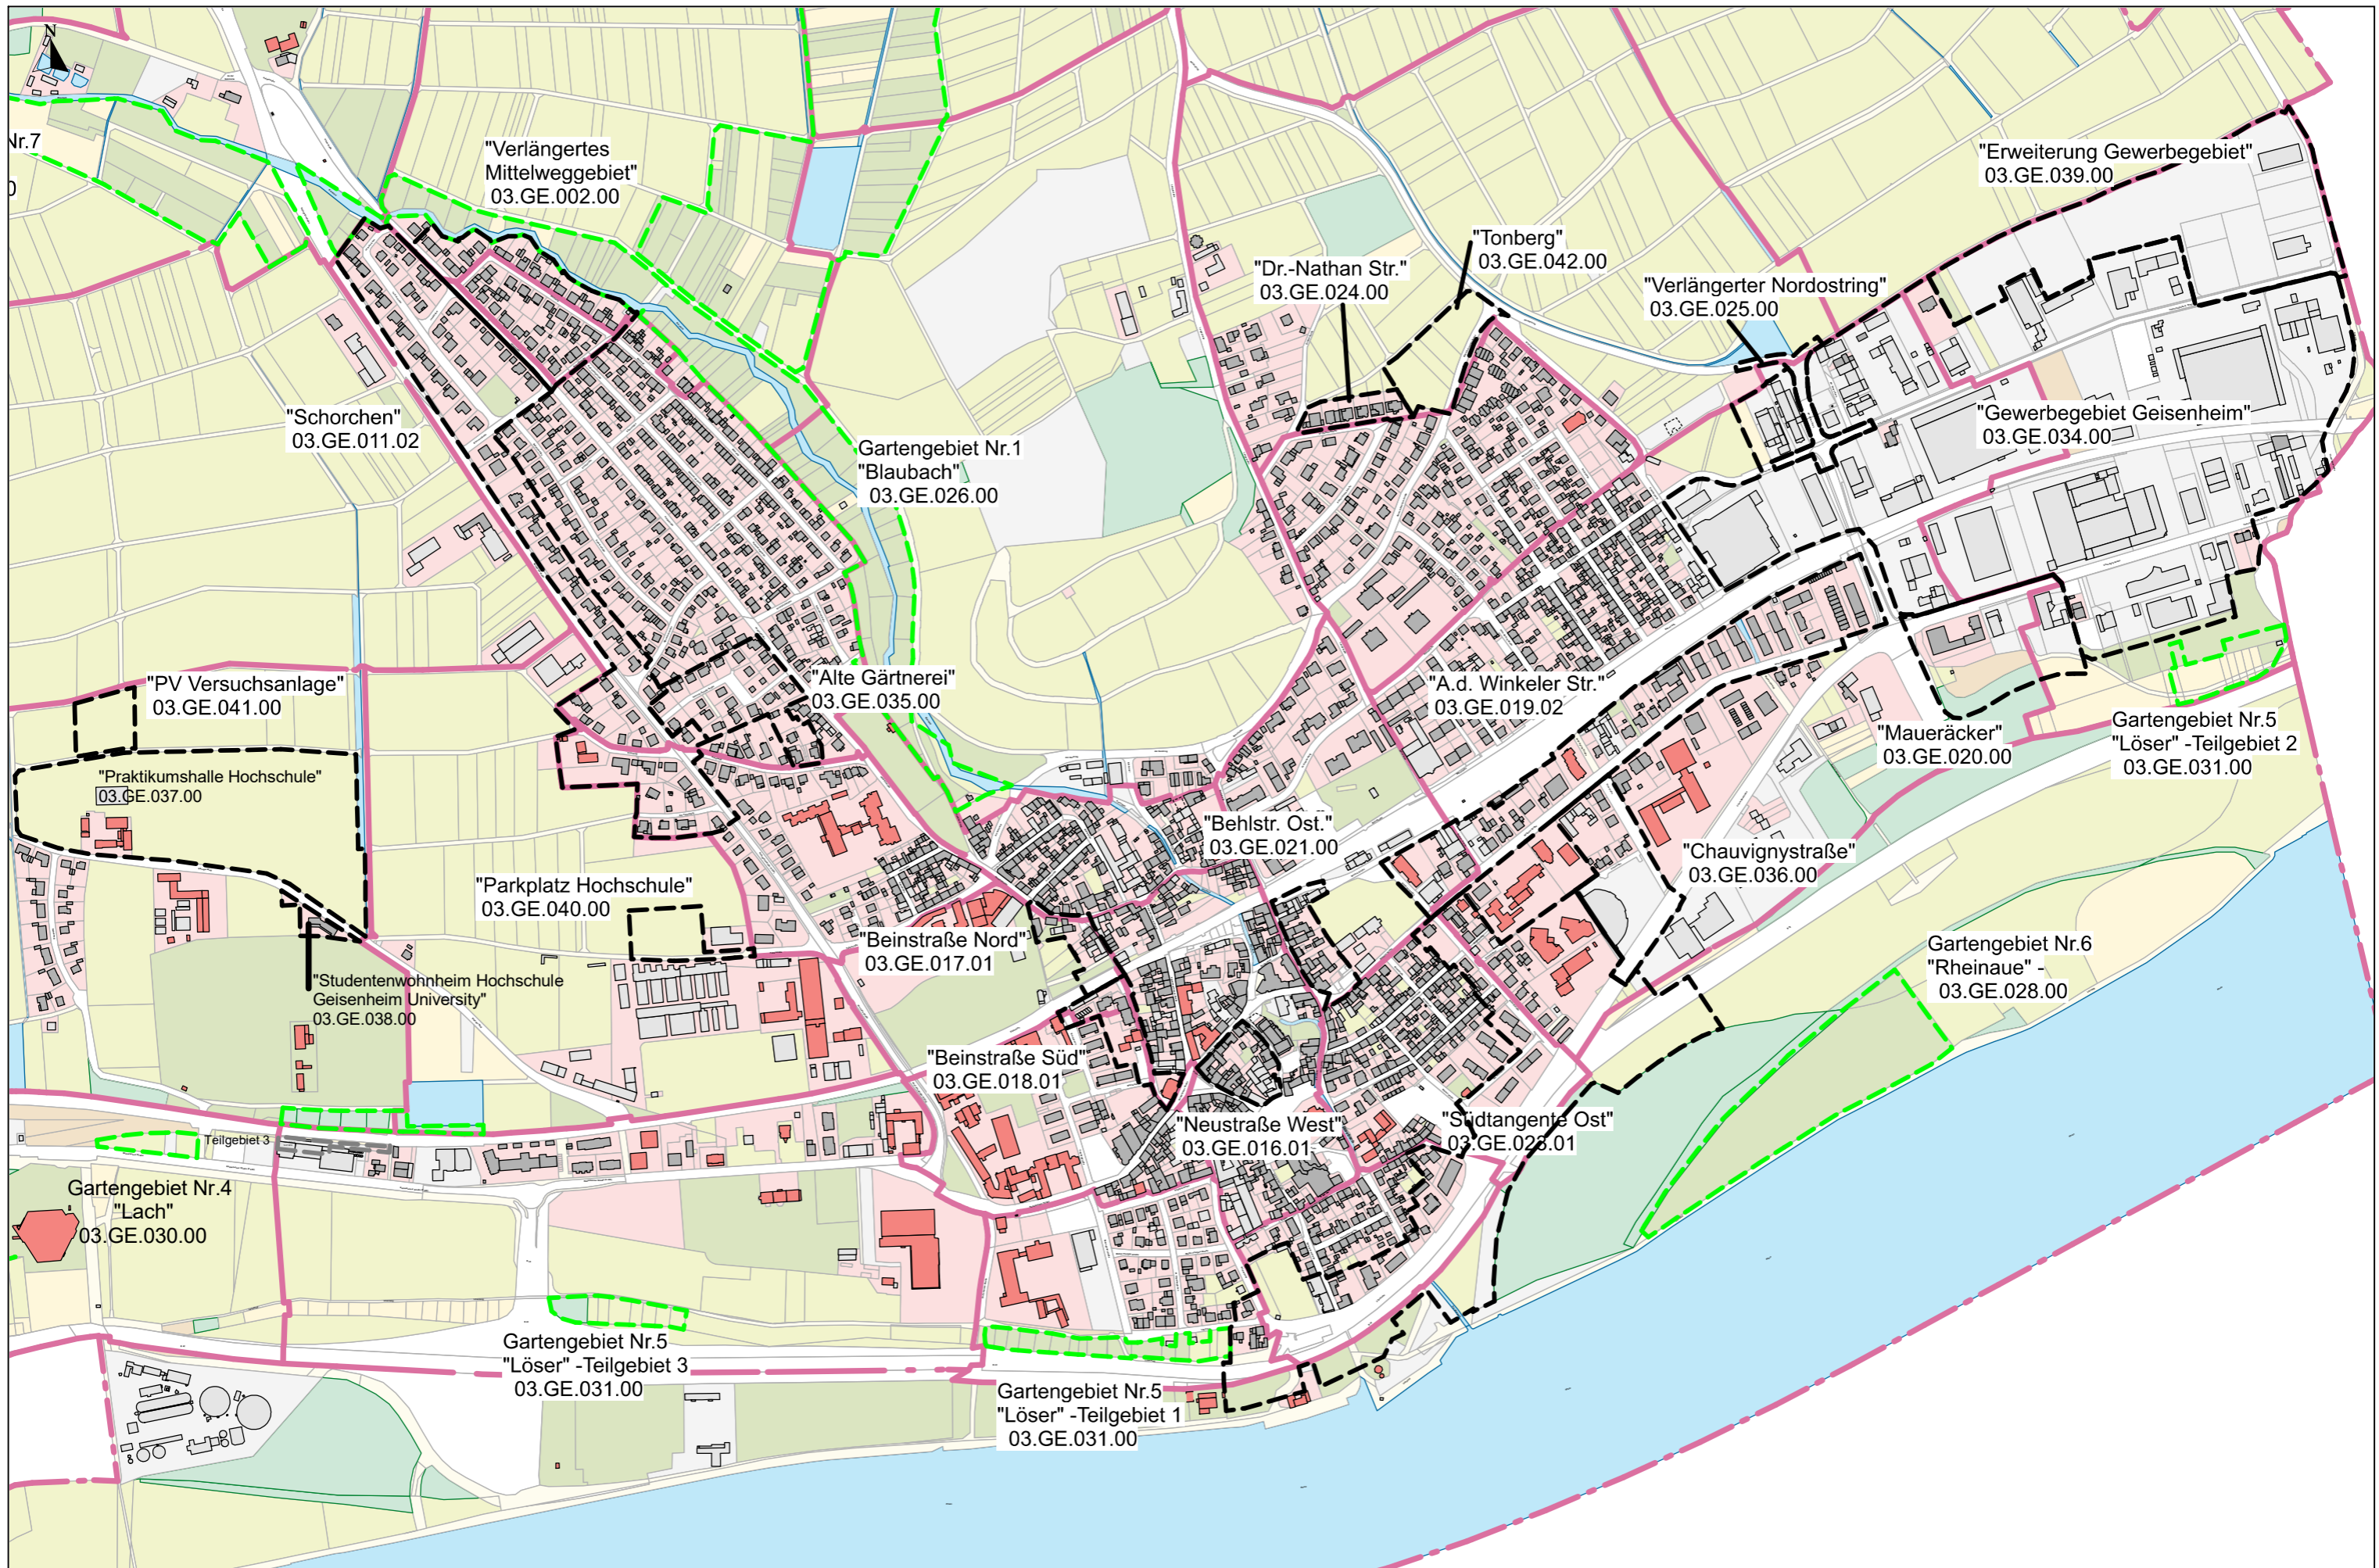 N
Nr.7
"Verlängertes
Mittelweggebiet"
03.GE.002.00
"Erweiterung Gewerbegebiet"
03.GE.039.00
"Tonberg"
03.GE.042.00
"Dr.-Nathan Str."
03.GE.024.00
"Verlängerter Nordostring"
03.GE.025.00
"Schorchen"
03.GE.011.02
"Gewerbegebiet Geisenheim"
03.GE.034.00
Gartengebiet Nr.1
"Blaubach"
03.GE.026.00
"PV Versuchsanlage"
03.GE.041.00
"Alte Gärtnerei"
03.GE.035.00
"A.d. Winkeler Str."
03.GE.019.02
"Maueräcker"
03.GE.020.00
Gartengebiet Nr.5
"Löser" -Teilgebiet 2
03.GE.031.00
"Praktikumshalle Hochschule"
03.GE.037.00
"Behlstr. Ost."
03.GE.021.00
"Chauvignystraße"
03.GE.036.00
"Parkplatz Hochschule"
03.GE.040.00
"Beinstraße Nord"
03.GE.017.01
Gartengebiet Nr.6
"Rheinaue" -
03.GE.028.00
"Studentenwohnheim Hochschule
Geisenheim University"
03.GE.038.00
"Beinstraße Süd"
03.GE.018.01
"Neustraße West"
03.GE.016.01
"Südtangente Ost"
03.GE.023.01
Teilgebiet 3
Gartengebiet Nr.4
"Lach"
03.GE.030.00
Gartengebiet Nr.5
"Löser" -Teilgebiet 3
03.GE.031.00
Gartengebiet Nr.5
"Löser" -Teilgebiet 1
03.GE.031.00